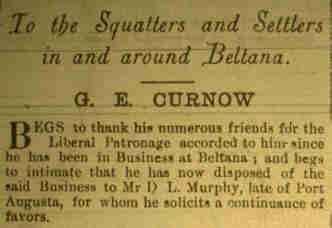 To the Squatters and Settlers
in and around Beltana.
G. E. CURNOW
BEGS to thank his numerous friends for the
Liberal Patronage accorded to him since
he has been in Business at Beltana; and begs
to intimate that he has now disposed of the
said Business to Mr D L. Murphy, late of Port
Augusta, for whom he solicits a continuance of
favors.